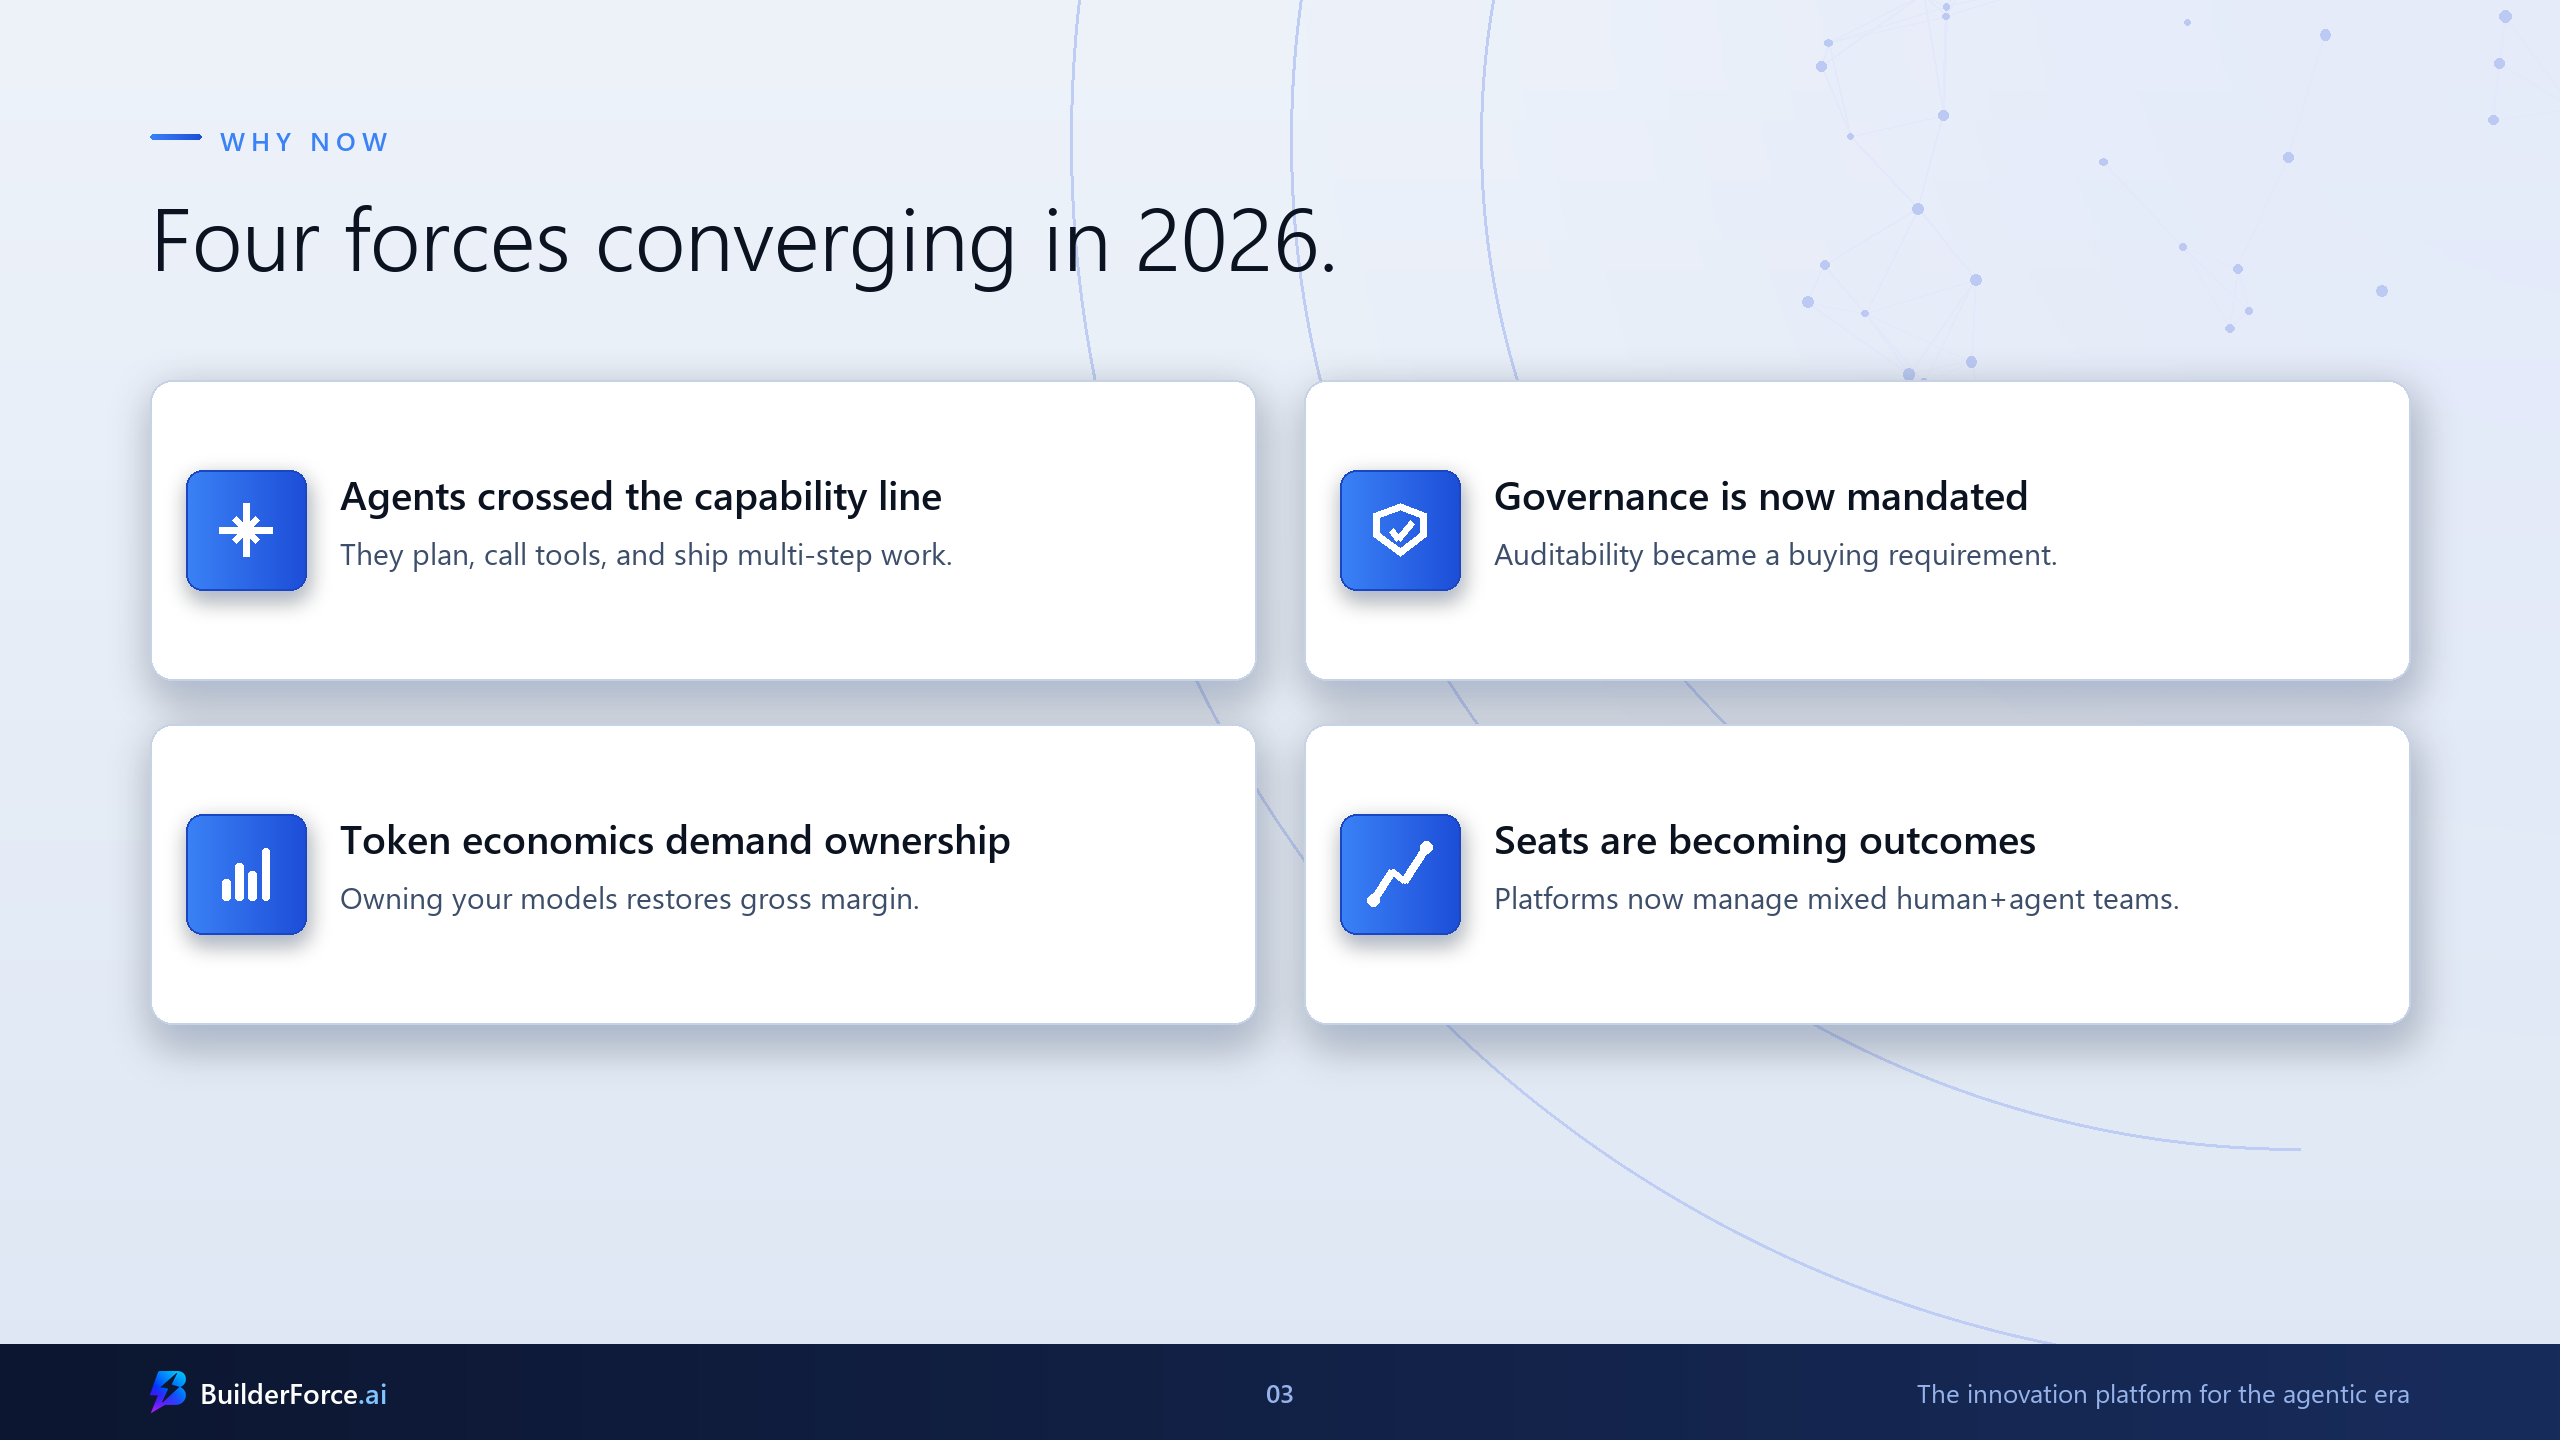 WHY NOW
Four forces converging in 2026.
Agents crossed the capability line
They plan, call tools, and ship multi-step work.
Governance is now mandated
Auditability became a buying requirement.
Token economics demand ownership
Owning your models restores gross margin.
Seats are becoming outcomes
Platforms now manage mixed human+agent teams.
BuilderForce.ai
03
The innovation platform for the agentic era